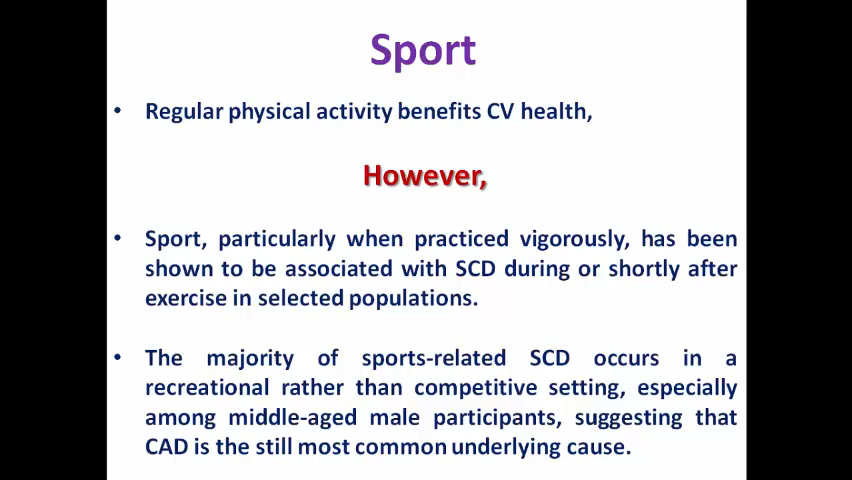 Sport
• Regular physical activity benefits CV health,
However,
• Sport, particularly when practiced vigorously, has been
shown to be associated with SCD during or shortly after
exercise in selected populations.
• The majority of sports-related SCD occurs in a
recreational rather than competitive setting, especially
among middle-aged male participants, suggesting that
CAD is the still most common underlying cause.